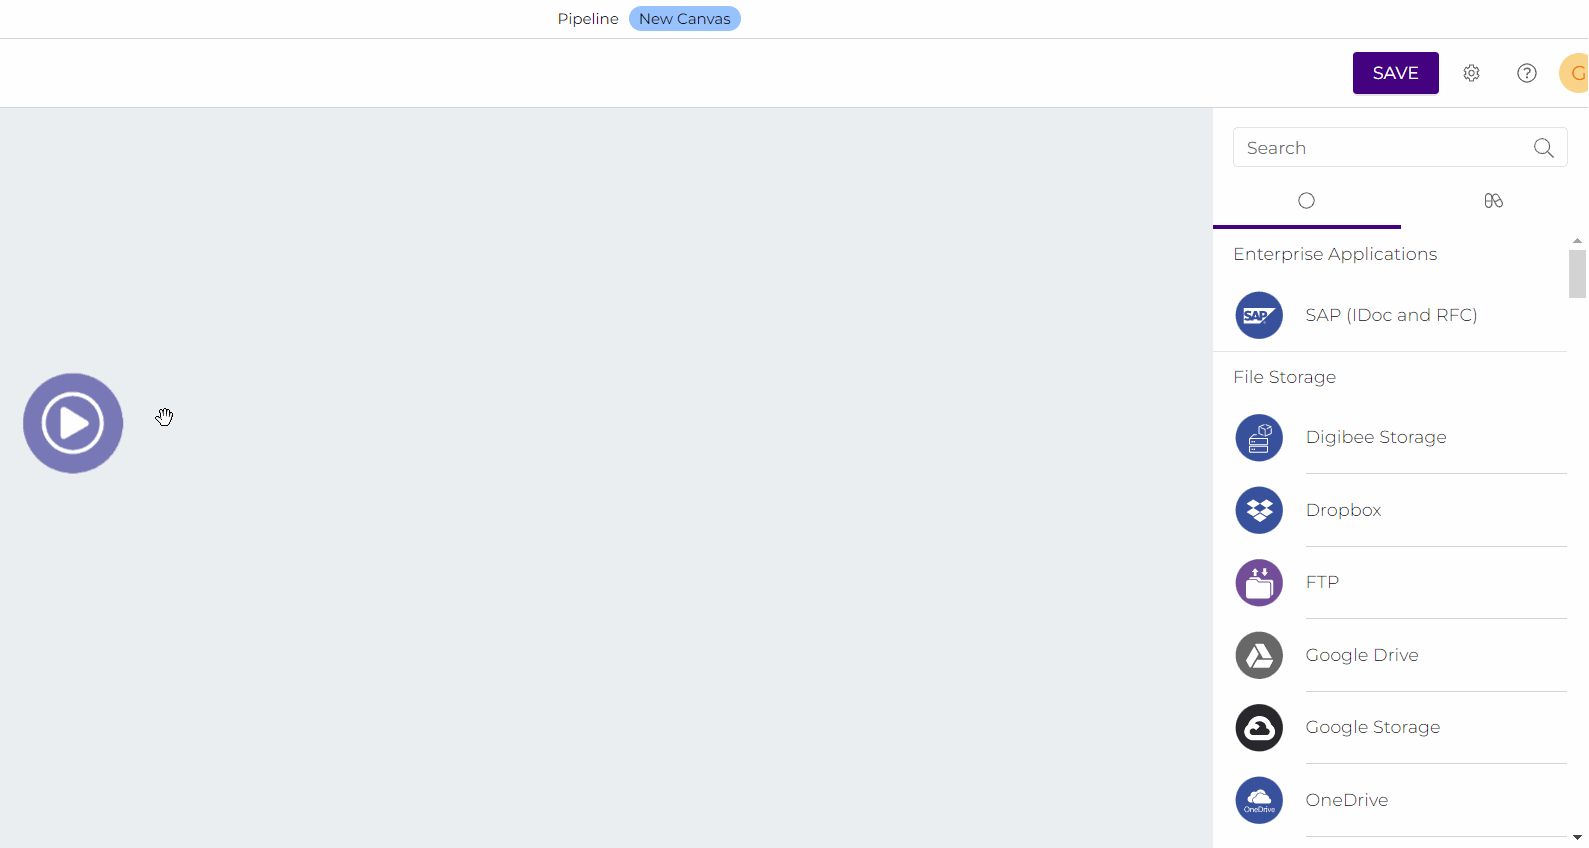 Pipeline New Canvas
SAVE
G
Search
Enterprise Applications
SAP
SAP (IDoc and RFC)
File Storage
Digibee Storage
Dropbox
FTP
Google Drive
Google Storage
OneDrive
OneDrive